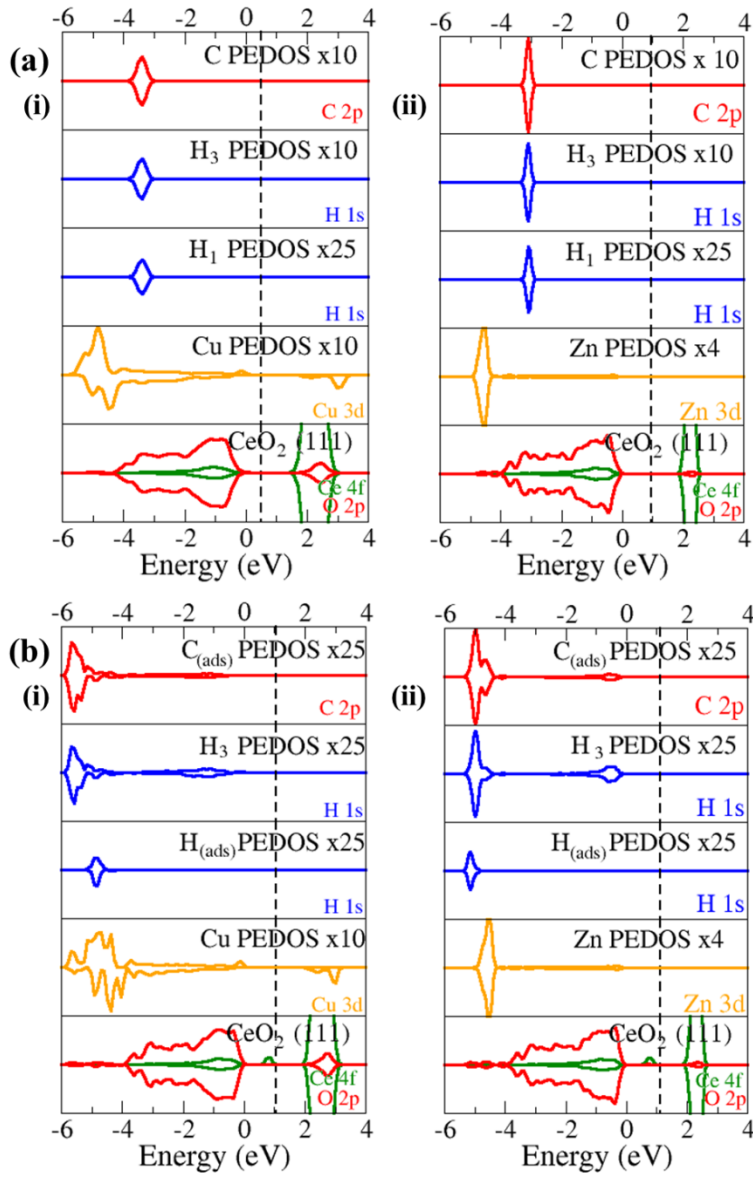 -6 -4 -2 0 2 4
-6 -4 -2 0 2 4
(a)
(i)
C PEDOS x10
C 2p
H₃ PEDOS x10
H 1s
H₁ PEDOS x25
H 1s
Cu PEDOS x10
Cu 3d
CeO₂ (111)
Ce 4f
O 2p
-6 -4 -2 0 2 4
Energy (eV)
(ii)
C PEDOS x 10
C 2p
H₃ PEDOS x10
H 1s
H₁ PEDOS x25
H 1s
Zn PEDOS x4
Zn 3d
CeO₂ (111)
Ce 4f
O 2p
-6 -4 -2 0 2 4
Energy (eV)
-6 -4 -2 0 2 4
-6 -4 -2 0 2 4
(b)
(i)
C(ads) PEDOS x25
C 2p
H₃ PEDOS x25
H 1s
H(ads) PEDOS x25
H 1s
Cu PEDOS x10
Cu 3d
CeO₂ (111)
Ce 4f
O 2p
-6 -4 -2 0 2 4
Energy (eV)
(ii)
C(ads) PEDOS x25
C 2p
H₃ PEDOS x25
H 1s
H(ads) PEDOS x25
H 1s
Zn PEDOS x4
Zn 3d
CeO₂ (111)
Ce 4f
O 2p
-6 -4 -2 0 2 4
Energy (eV)